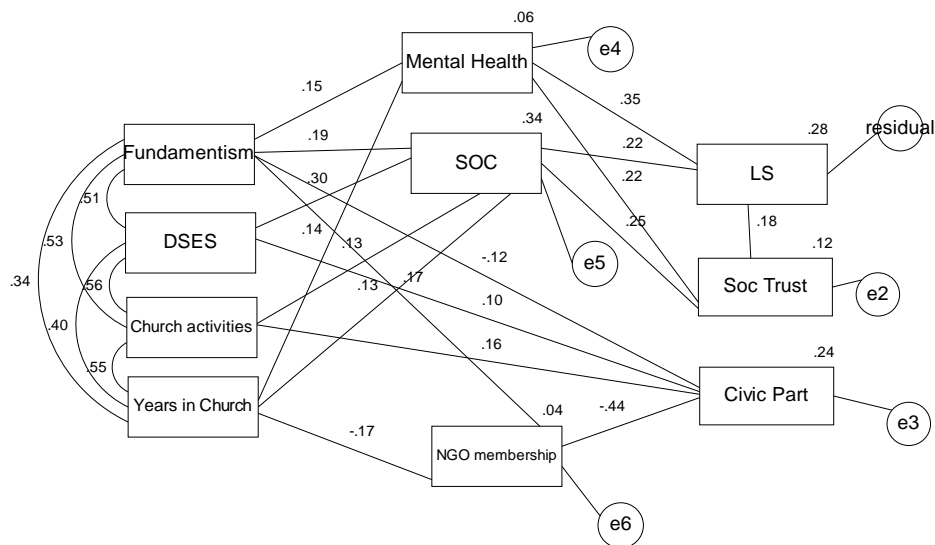 .06
e4
Mental Health
.15
.35
.34
.28
residual
Fundamentism
.19
SOC
.22
LS
.30
.22
.51
.14
.13
.25
.18
.53
DSES
-.12
e5
.12
.34
.56
.13
.17
Soc Trust
e2
.10
Church activities
.40
.16
.24
.55
Years in Church
.04
-.44
Civic Part
e3
-.17
NGO membership
e6